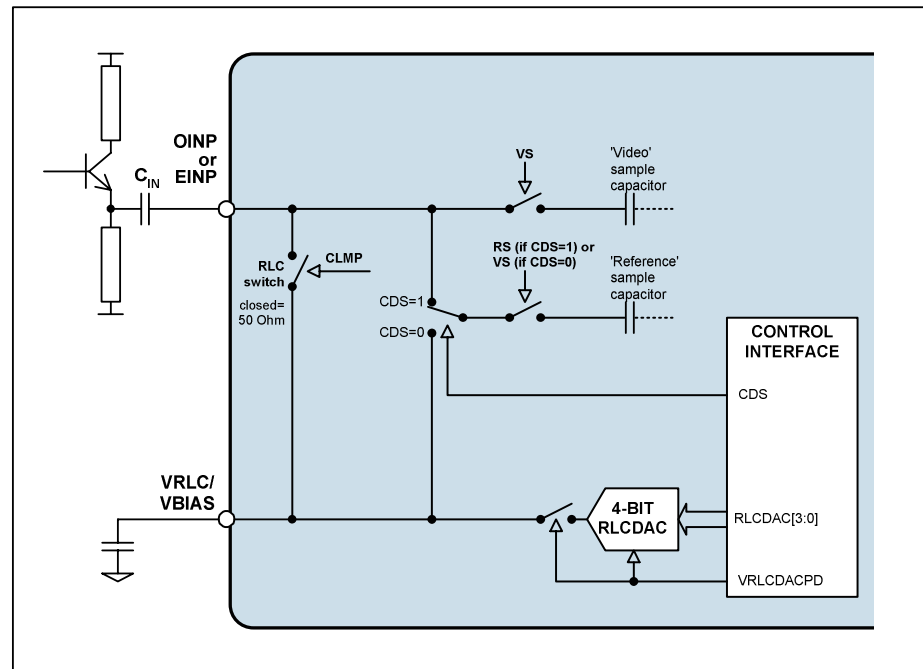 OINP
or
EINP
C_IN
VS
'Video'
sample
capacitor
RS (if CDS=1) or
VS (if CDS=0)
'Reference'
sample
capacitor
RLC
switch
CLMP
closed=
50 Ohm
CDS=1
CDS=0
CONTROL
INTERFACE
CDS
VRLC/
VBIAS
4-BIT
RLCDAC
RLCDAC[3:0]
VRLCDACPD